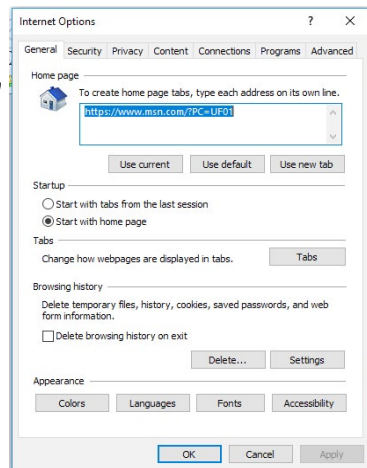 Internet Options ? X
General Security Privacy Content Connections Programs Advanced
Home page
To create home page tabs, type each address on its own line.
https://www.msn.com/?PC=UF01
Use current Use default Use new tab
Startup
Start with tabs from the last session
Start with home page
Tabs
Change how webpages are displayed in tabs. Tabs
Browsing history
Delete temporary files, history, cookies, saved passwords, and web
form information.
Delete browsing history on exit
Delete... Settings
Appearance
Colors Languages Fonts Accessibility
OK Cancel Apply